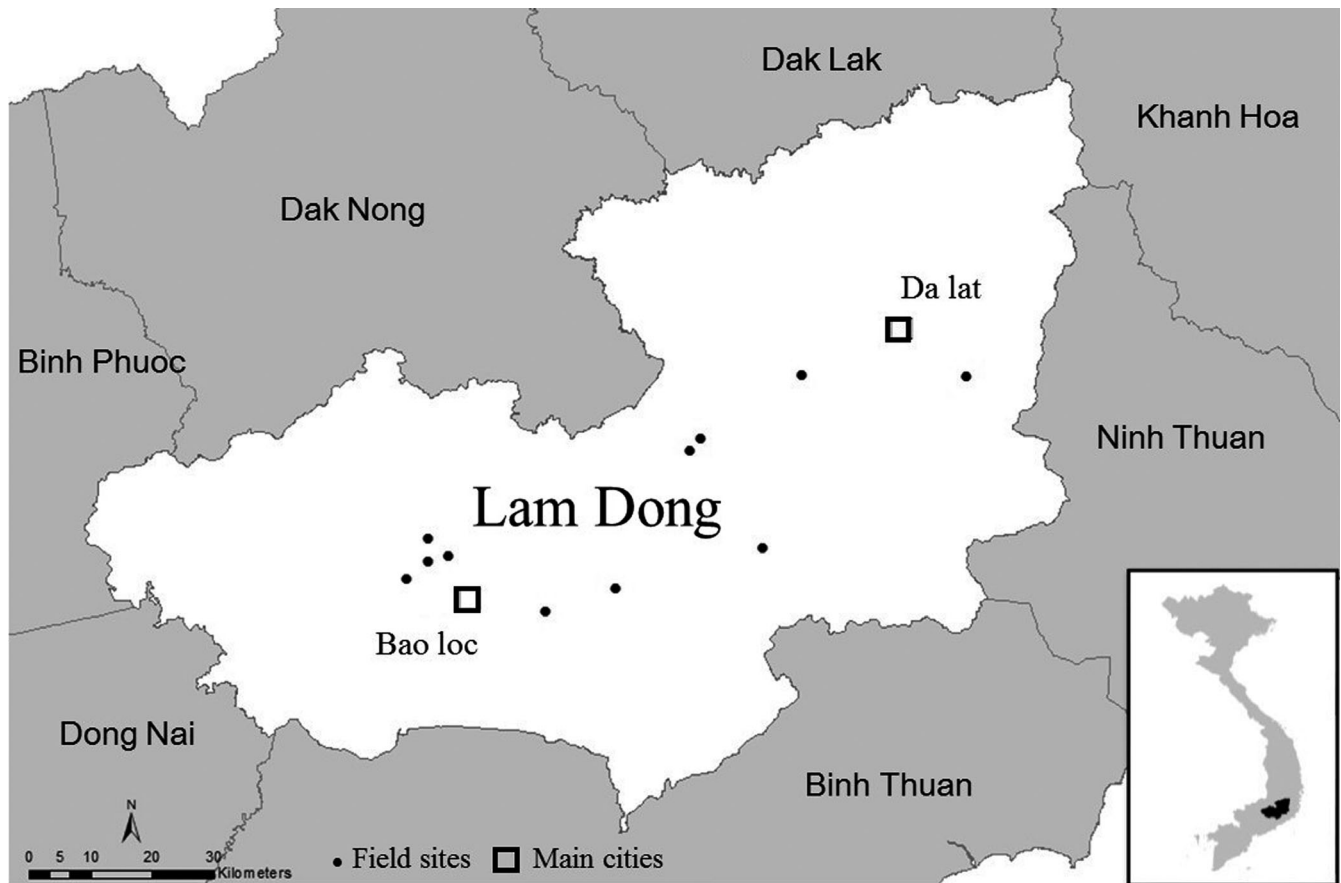 Dak Lak
Khanh Hoa
Dak Nong
Da lat
Binh Phuoc
Ninh Thuan
Lam Dong
Bao loc
Dong Nai
Binh Thuan
N
0 5 10 20 30
Kilometers
Field sites Main cities